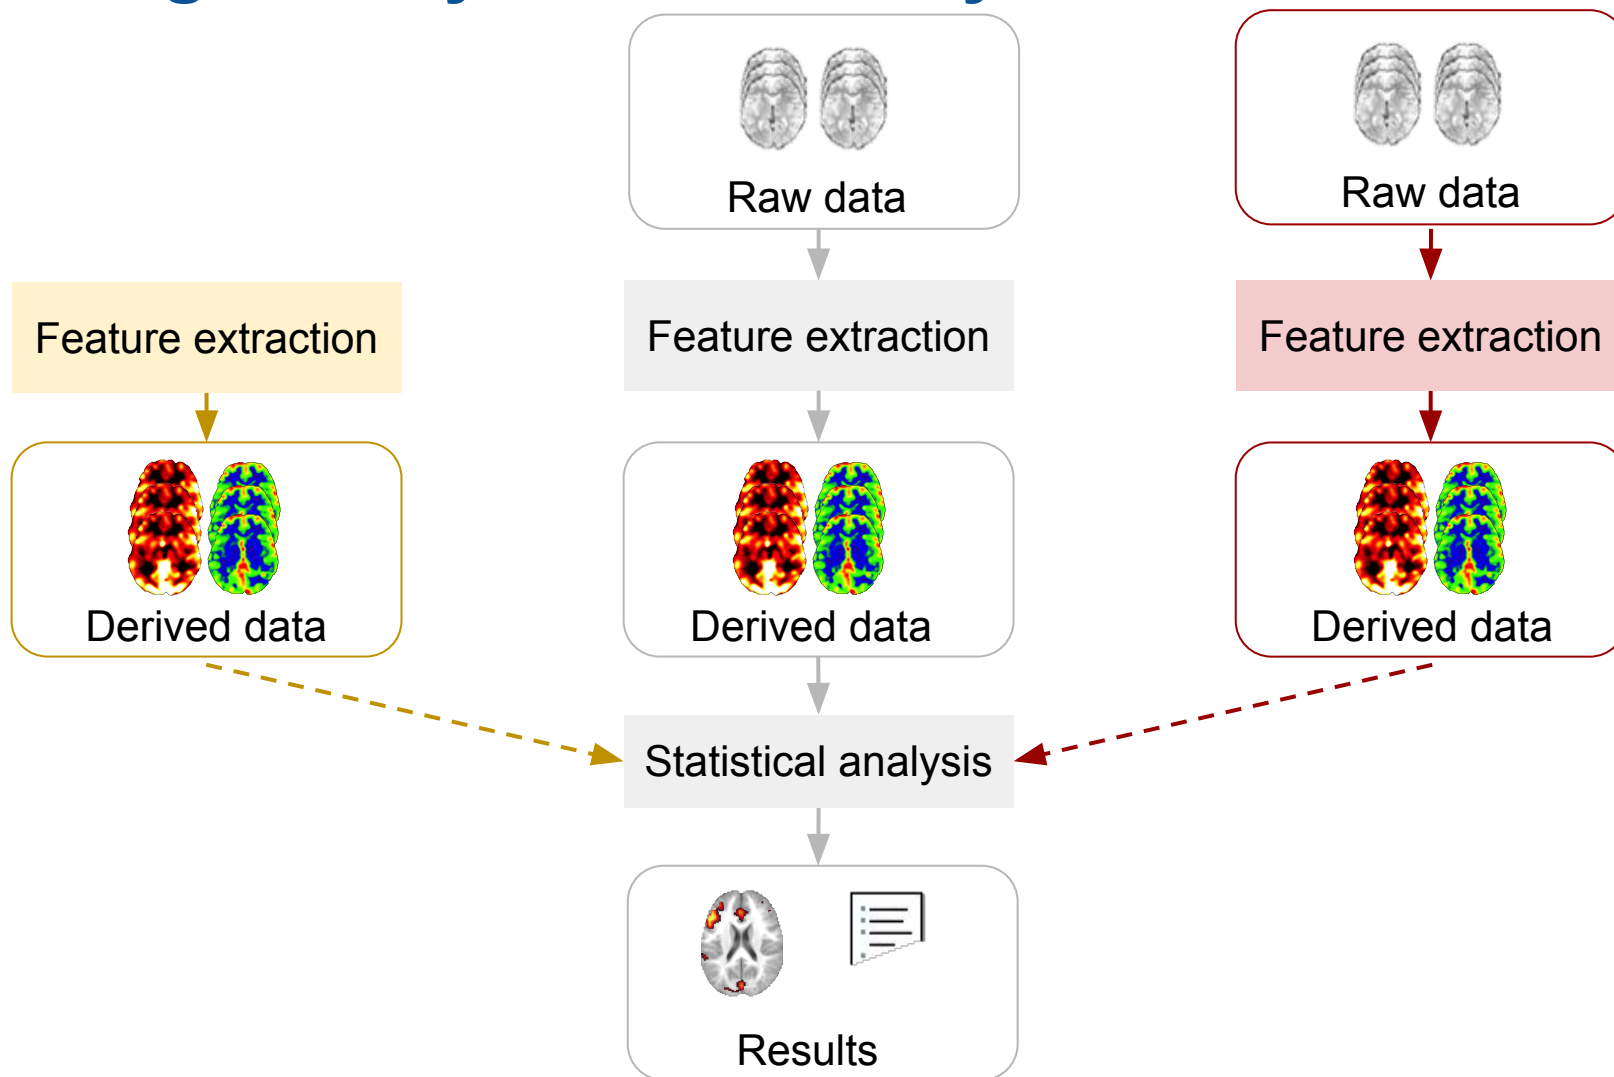 Raw data
Raw data
Feature extraction
Feature extraction
Feature extraction
Derived data
Derived data
Derived data
Statistical analysis
Results